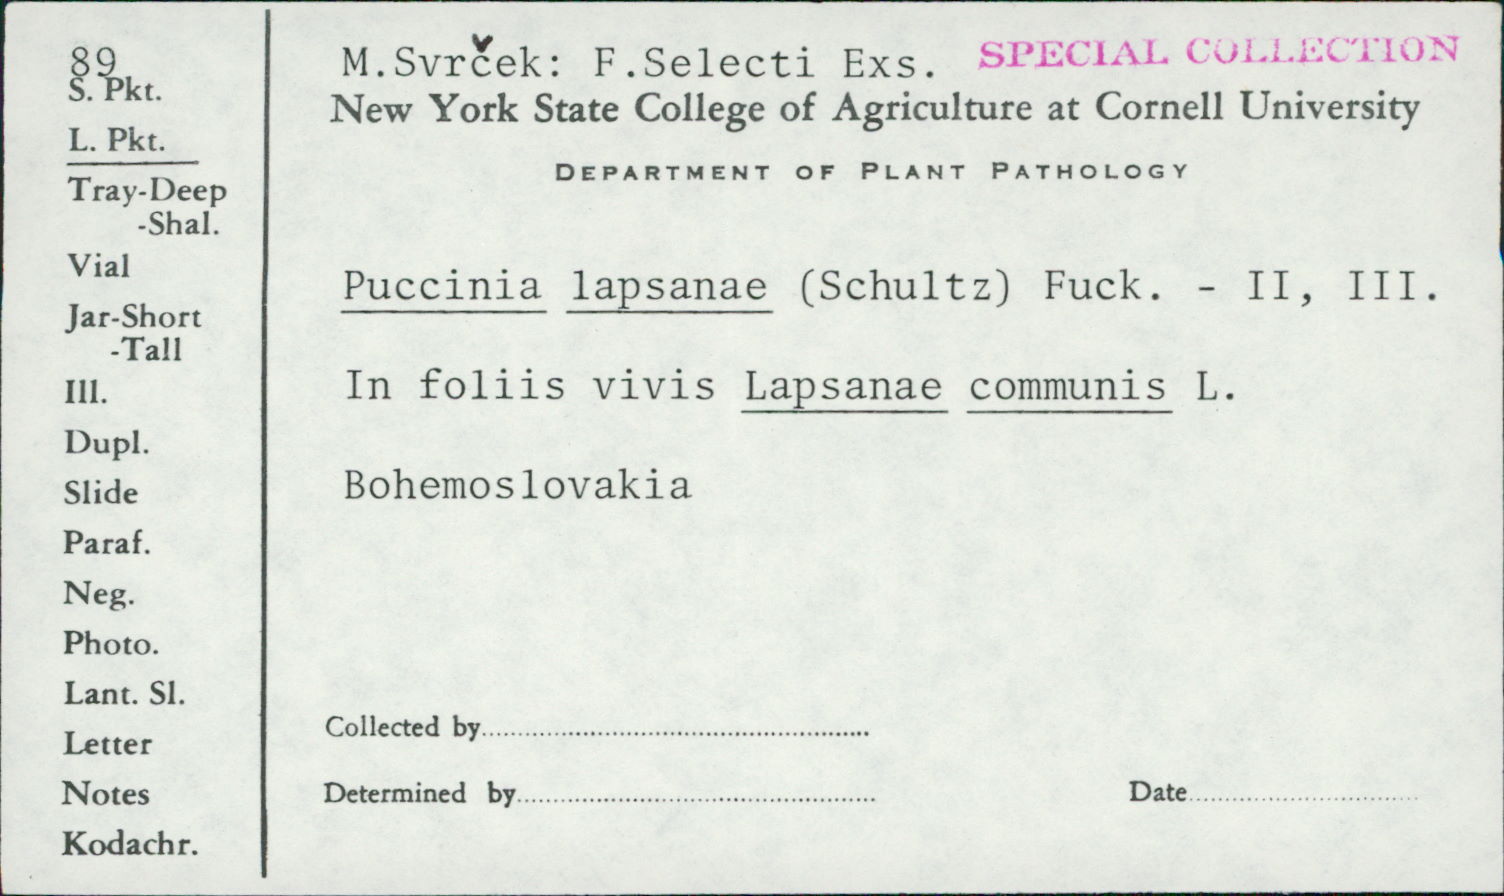 89
S. Pkt.
L. Pkt.
Tray-Deep
-Shal.
Vial
Jar-Short
-Tall
Ill.
Dupl.
Slide
Paraf.
Neg.
Photo.
Lant. Sl.
Letter
Notes
Kodachr.
M.Svrček: F.Selecti Exs. SPECIAL COLLECTION
New York State College of Agriculture at Cornell University
DEPARTMENT OF PLANT PATHOLOGY
Puccinia lapsanae (Schultz) Fuck. - II, III.
In foliis vivis Lapsanae communis L.
Bohemoslovakia
Collected by
Determined by Date